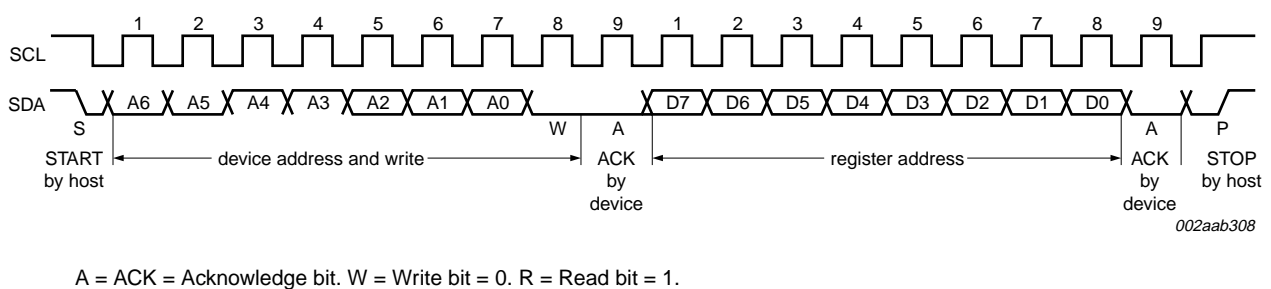 1 2 3 4 5 6 7 8 9 1 2 3 4 5 6 7 8 9
SCL
SDA A6 A5 A4 A3 A2 A1 A0 D7 D6 D5 D4 D3 D2 D1 D0
S W A A P
START device address and write ACK register address ACK STOP
by host by by by host
device device
002aab308
A = ACK = Acknowledge bit. W = Write bit = 0. R = Read bit = 1.